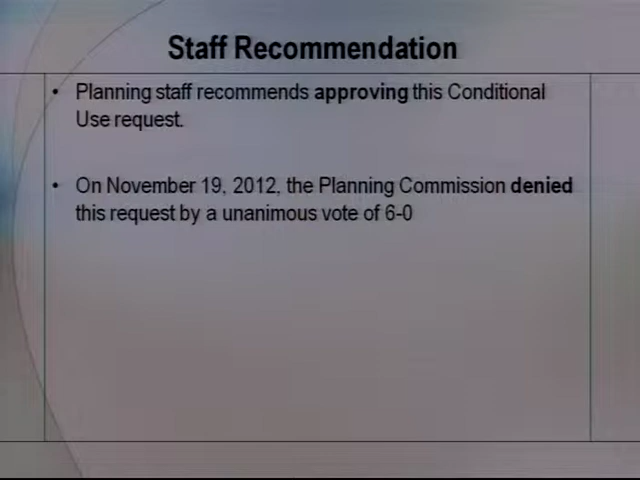 Staff Recommendation
• Planning staff recommends approving this Conditional
Use request.
• On November 19, 2012, the Planning Commission denied
this request by a unanimous vote of 6-0